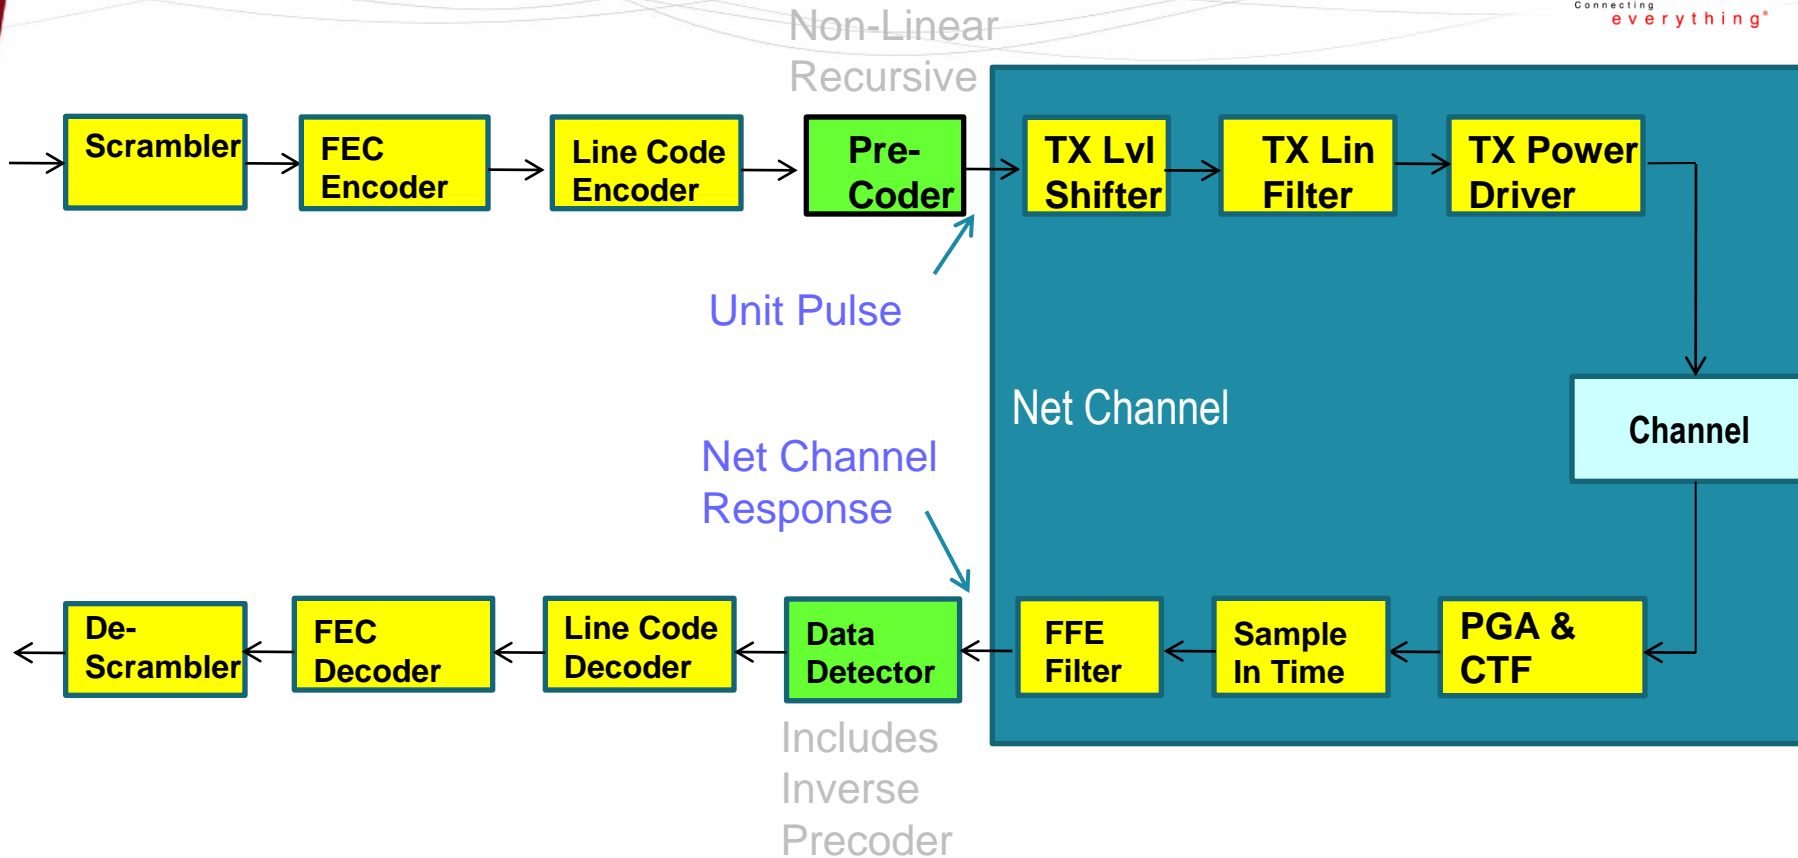 Connecting
everything®
Non-Linear
Recursive
Scrambler
FEC
Encoder
Line Code
Encoder
Pre-
Coder
TX Lvl
Shifter
TX Lin
Filter
TX Power
Driver
Unit Pulse
Net Channel
Channel
Net Channel
Response
De-
Scrambler
FEC
Decoder
Line Code
Decoder
Data
Detector
FFE
Filter
Sample
In Time
PGA &
CTF
Includes
Inverse
Precoder